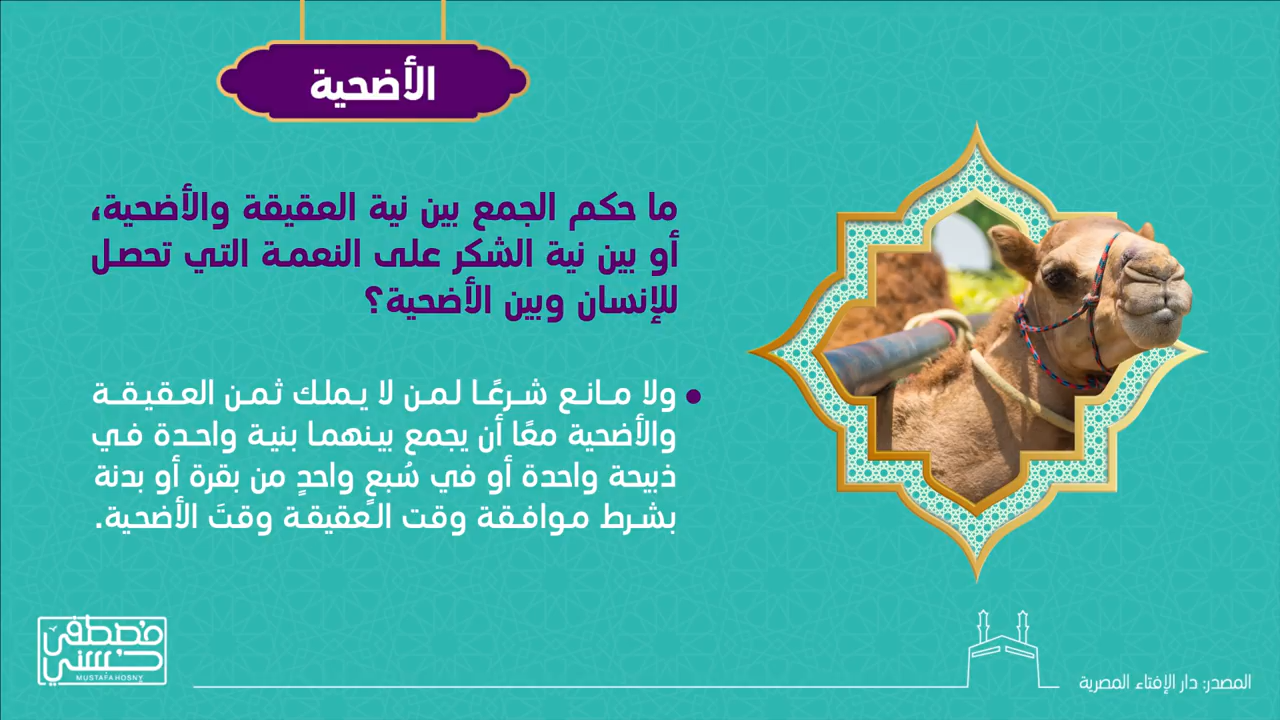 الأضحية
ما حكم الجمع بين نية العقيقة والأضحية،
أو بين نية الشكر على النعمة التي تحصل
للإنسان وبين الأضحية؟
• ولا مانع شرعًا لمن لا يملك ثمن العقيقة
والأضحية معًا أن يجمع بينهما بنية واحدة في
ذبيحة واحدة أو في سُبعٍ واحدٍ من بقرة أو بدنة
بشرط موافقة وقت العقيقة وقتَ الأضحية.
مصطفى
حسني
MUSTAFA HOSNY
المصدر: دار الإفتاء المصرية